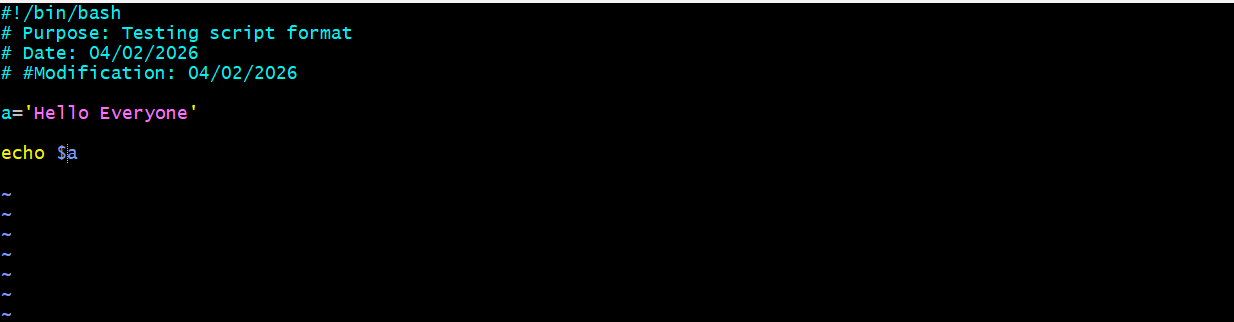 #!/bin/bash
# Purpose: Testing script format
# Date: 04/02/2026
# #Modification: 04/02/2026
a='Hello Everyone'
echo $a
~
~
~
~
~
~
~